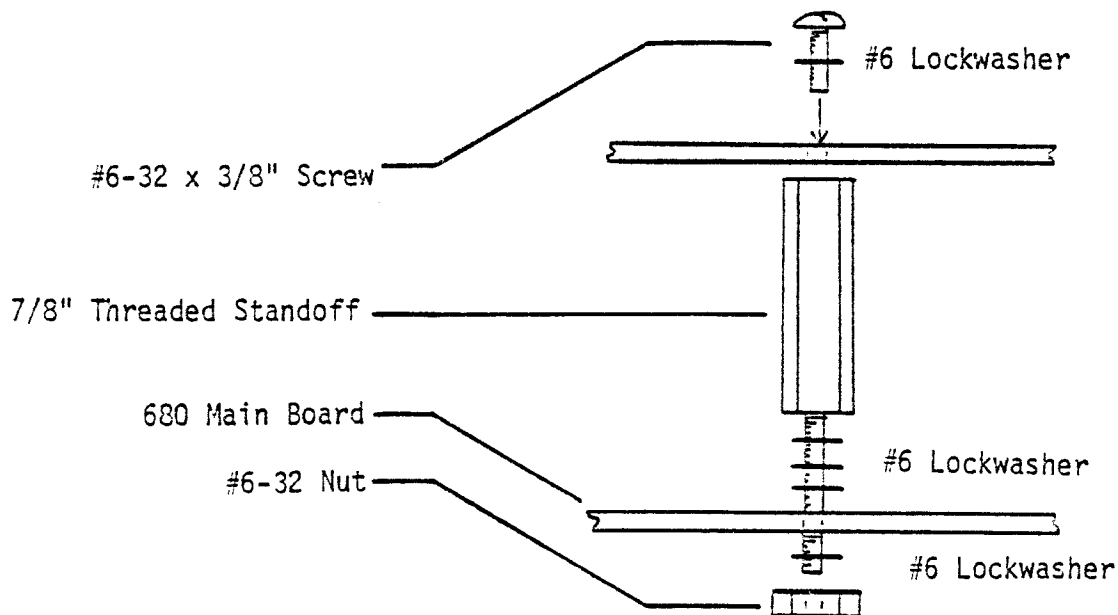 #6 Lockwasher
#6-32 x 3/8" Screw
7/8" Threaded Standoff
680 Main Board
#6 Lockwasher
#6-32 Nut
#6 Lockwasher